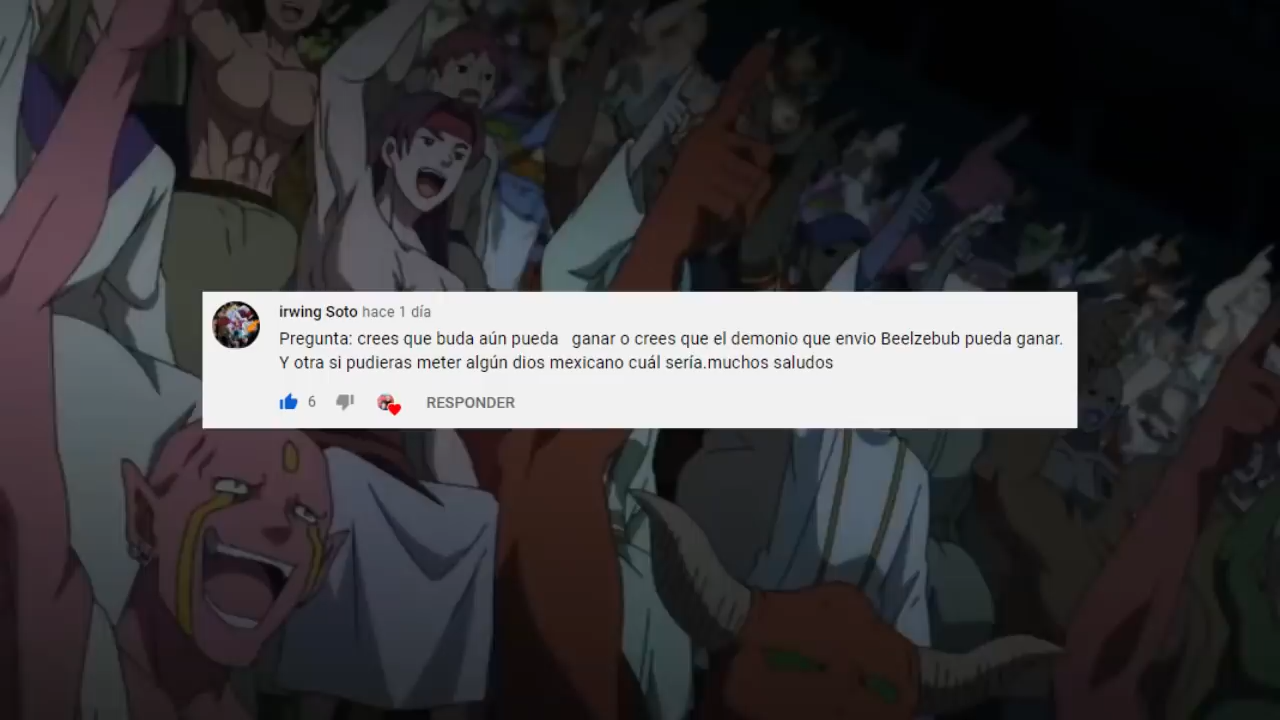 irwing Soto hace 1 día
Pregunta: crees que buda aún pueda   ganar o crees que el demonio que envio Beelzebub pueda ganar.
Y otra si pudieras meter algún dios mexicano cuál sería.muchos saludos
6 RESPONDER